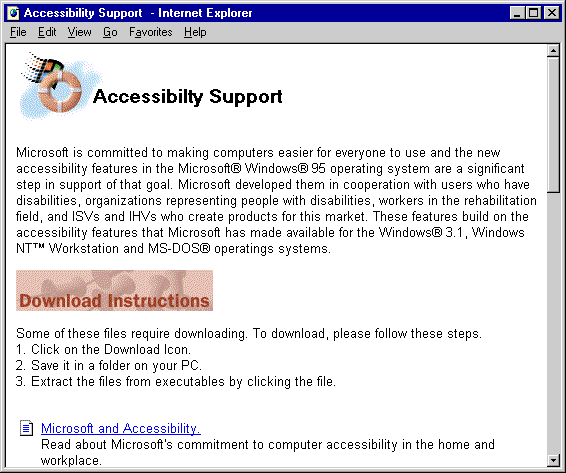 Accessibility Support  - Internet Explorer
File Edit View Go Favorites Help
Accessibilty Support
Microsoft is committed to making computers easier for everyone to use and the new
accessibility features in the Microsoft® Windows® 95 operating system are a significant
step in support of that goal. Microsoft developed them in cooperation with users who have
disabilities, organizations representing people with disabilities, workers in the rehabilitation
field, and ISVs and IHVs who create products for this market. These features build on the
accessibility features that Microsoft has made available for the Windows® 3.1, Windows
NT™ Workstation and MS-DOS® operatings systems.
Download Instructions
Some of these files require downloading. To download, please follow these steps.
1. Click on the Download Icon.
2. Save it in a folder on your PC.
3. Extract the files from executables by clicking the file.
Microsoft and Accessibility.
Read about Microsoft's commitment to computer accessibility in the home and
workplace.